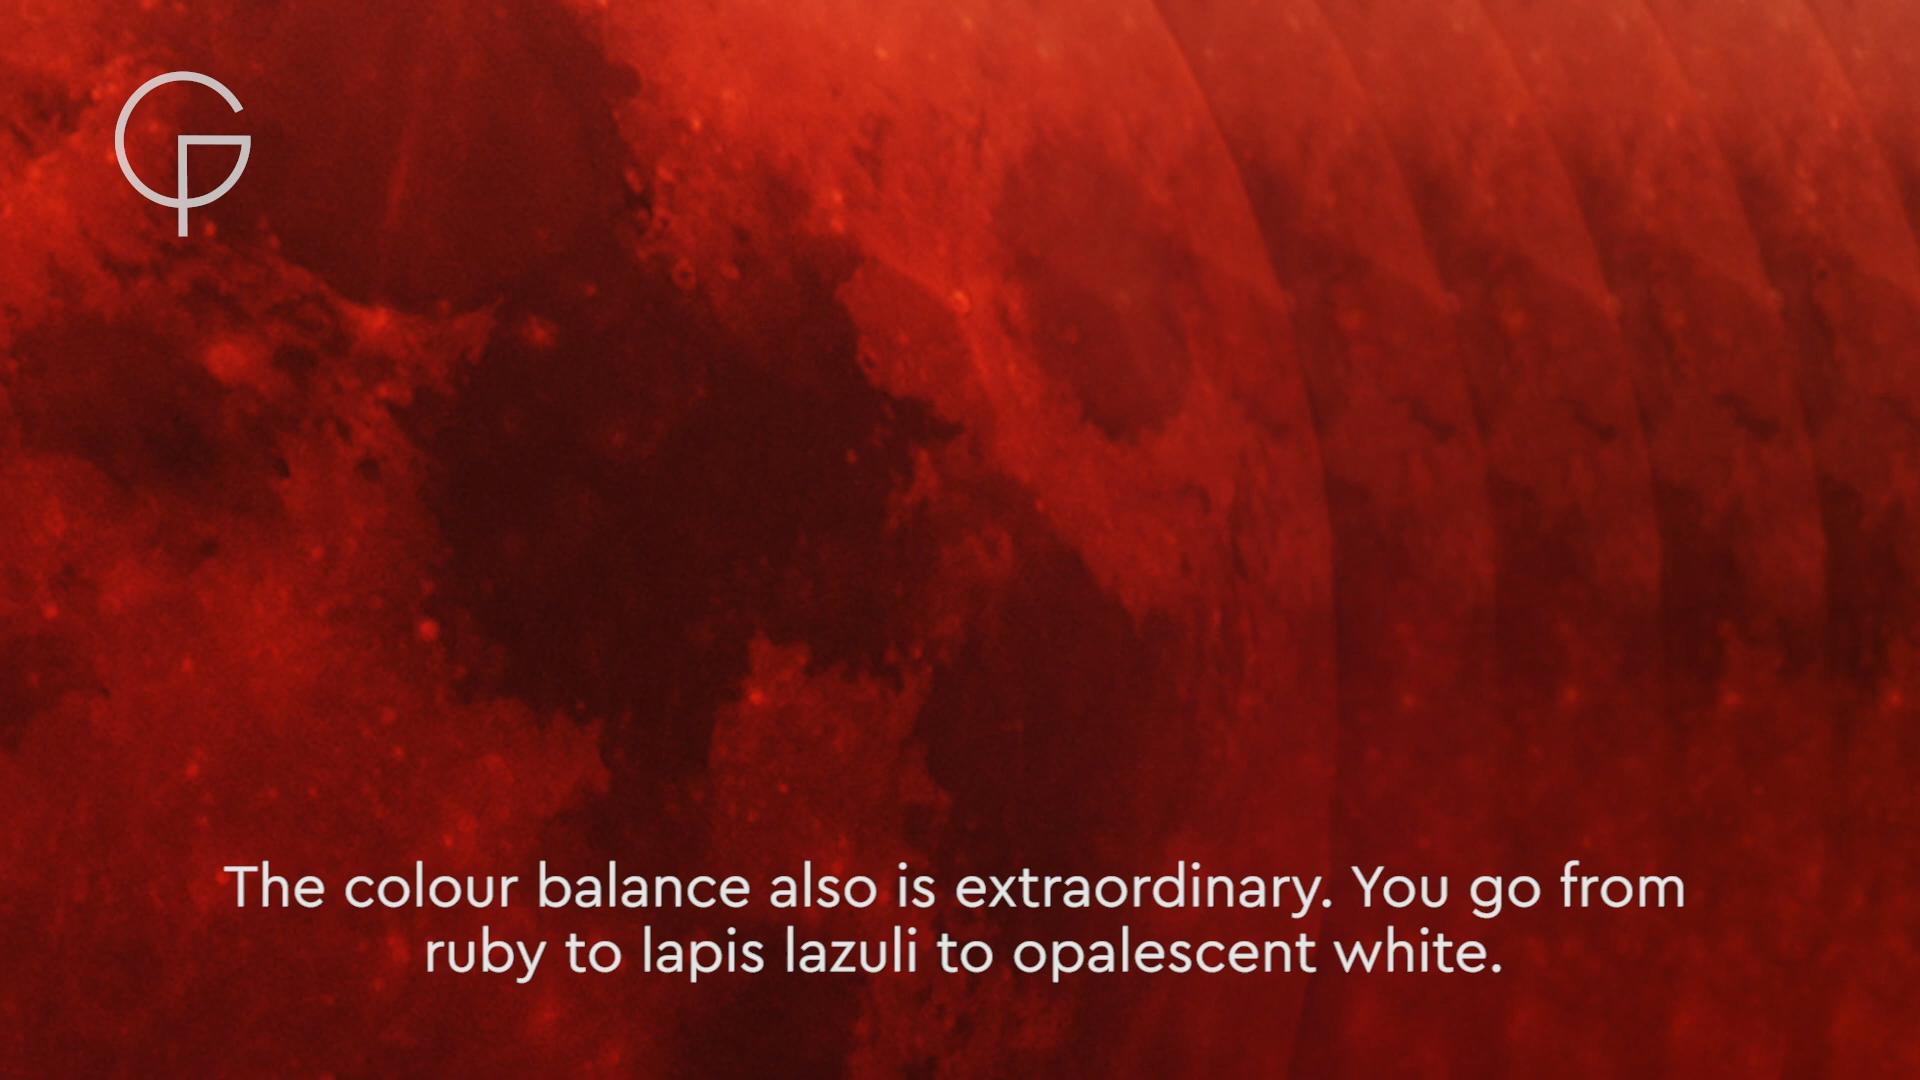 The colour balance also is extraordinary. You go from
ruby to lapis lazuli to opalescent white.